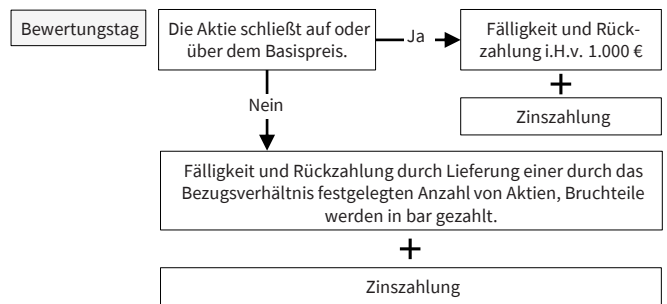 Bewertungstag
Die Aktie schließt auf oder
über dem Basispreis.
Ja
Fälligkeit und Rück-
zahlung i.H.v. 1.000 €
+
Zinszahlung
Nein
Fälligkeit und Rückzahlung durch Lieferung einer durch das
Bezugsverhältnis festgelegten Anzahl von Aktien, Bruchteile
werden in bar gezahlt.
+
Zinszahlung